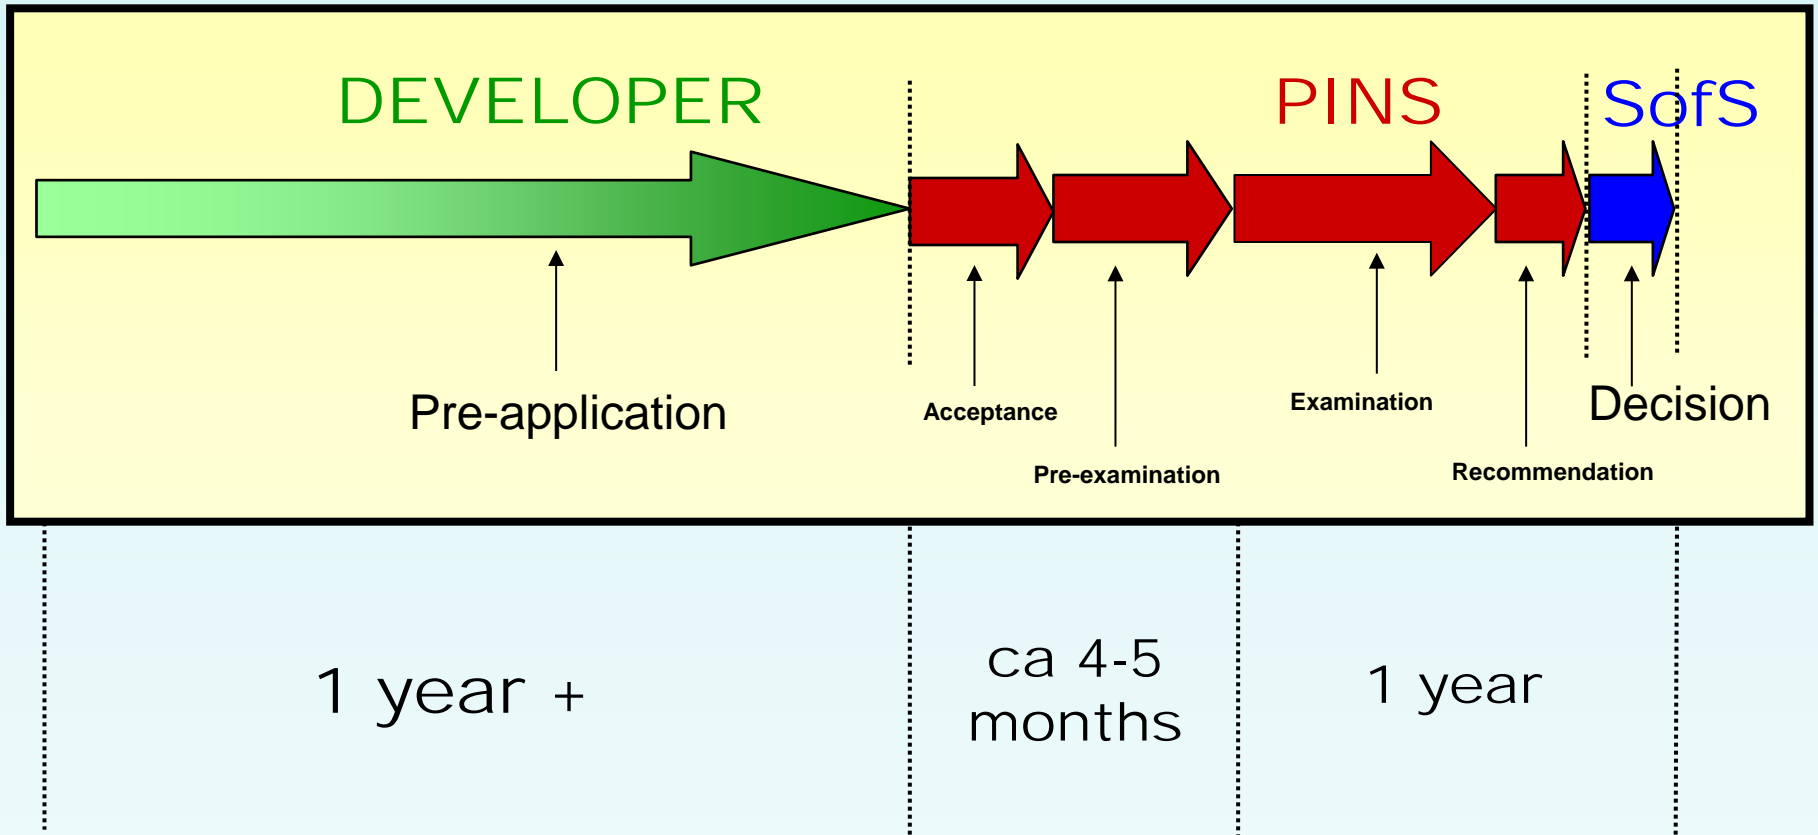 DEVELOPER
PINS
SofS
Pre-application
Acceptance
Pre-examination
Examination
Recommendation
Decision
1 year +
ca 4-5
months
1 year